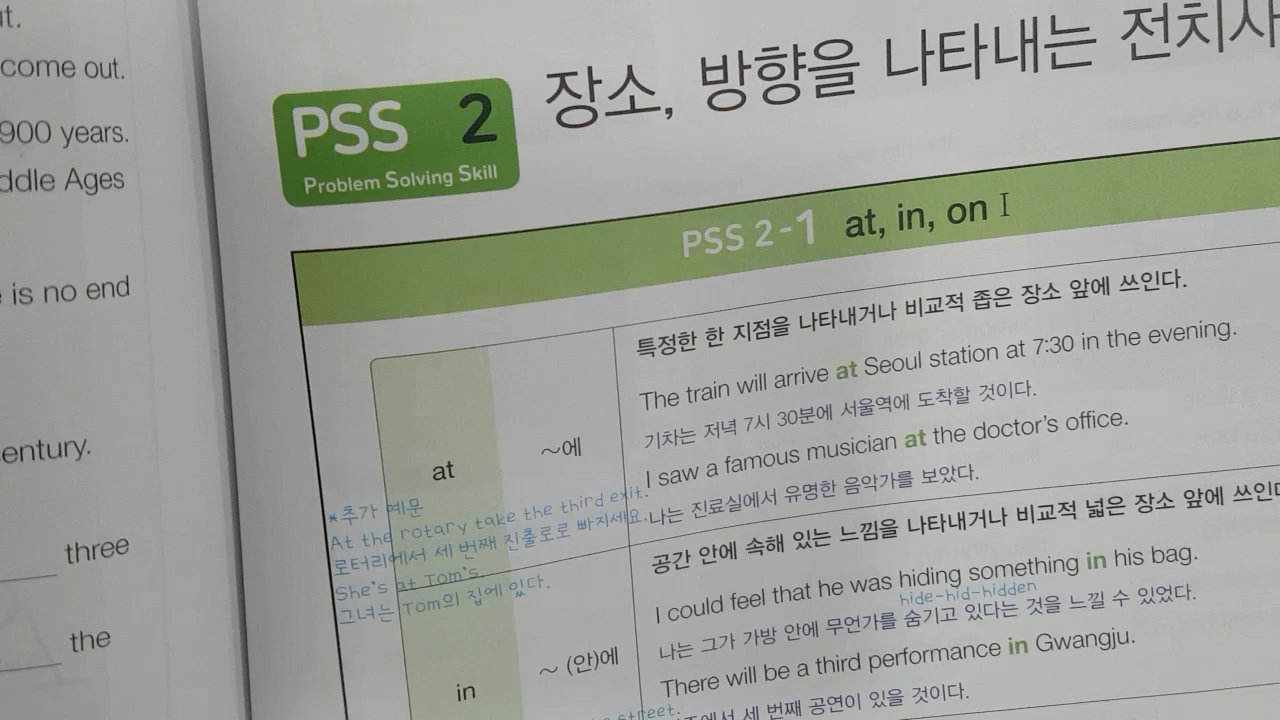 come out.
900 years.
ddle Ages
is no end
entury.
three
the
PSS 2
Problem Solving Skill
장소, 방향을 나타내는 전치사
PSS 2-1 at, in, on I
at
~에
특정한 한 지점을 나타내거나 비교적 좁은 장소 앞에 쓰인다.
The train will arrive at Seoul station at 7:30 in the evening.
기차는 저녁 7시 30분에 서울역에 도착할 것이다.
I saw a famous musician at the doctor's office.
나는 진료실에서 유명한 음악가를 보았다.
*추가 예문
At the rotary take the third exit.
로터리에서 세 번째 진출로로 빠지세요.
She's at Tom's.
그녀는 Tom의 집에 있다.
in
~ (안)에
공간 안에 속해 있는 느낌을 나타내거나 비교적 넓은 장소 앞에 쓰인다
I could feel that he was hiding something in his bag.
hide-hid-hidden
나는 그가 가방 안에 무언가를 숨기고 있다는 것을 느낄 수 있었다.
There will be a third performance in Gwangju.
세 번째 공연이 있을 것이다.
street.